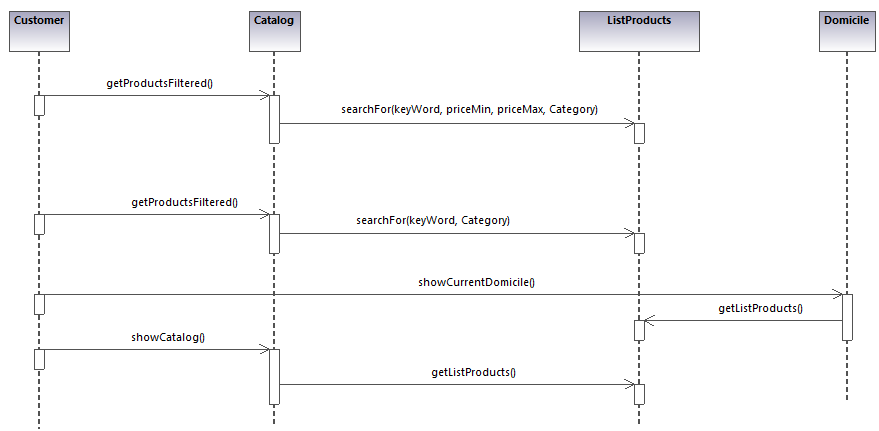 Customer
Catalog
ListProducts
Domicile
getProductsFiltered()
searchFor(keyWord, priceMin, priceMax, Category)
getProductsFiltered()
searchFor(keyWord, Category)
showCurrentDomicile()
getListProducts()
showCatalog()
getListProducts()